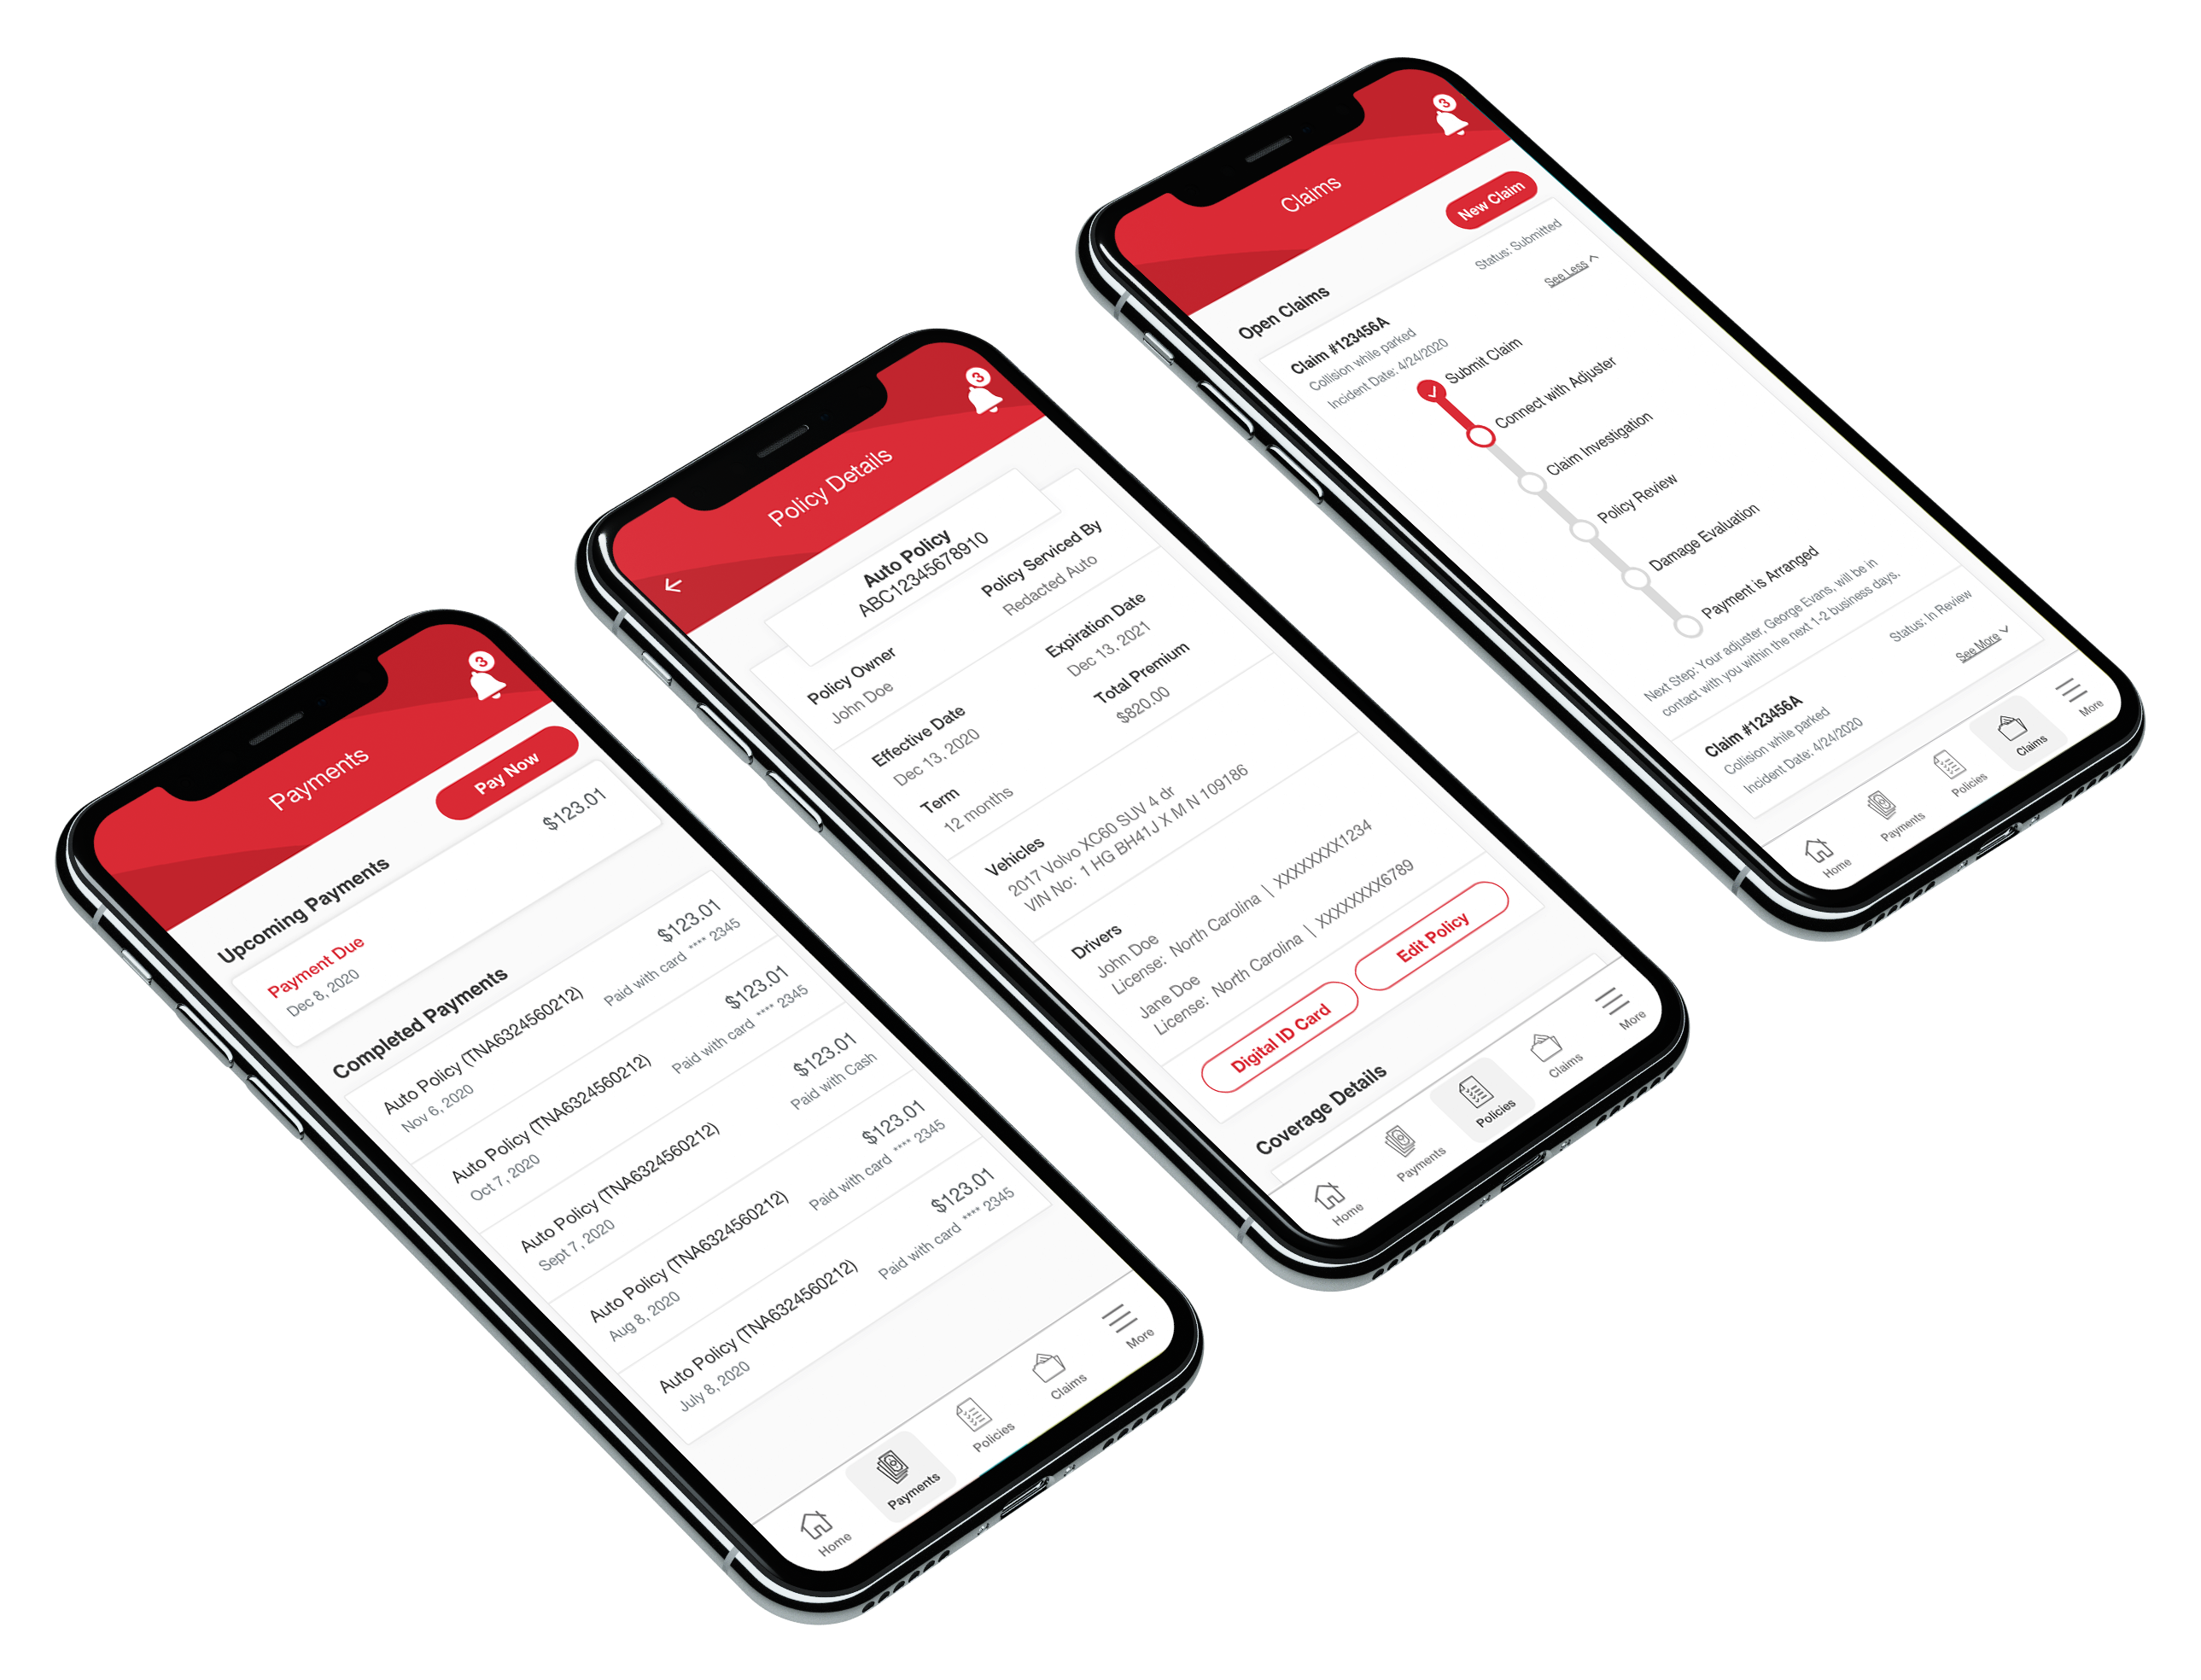 3
Payments
Pay Now
Upcoming Payments
Payment Due
$123.01
Dec 8, 2020
Completed Payments
Auto Policy (TNA6324560212)
$123.01
Nov 6, 2020
Paid with card **** 2345
Auto Policy (TNA6324560212)
$123.01
Oct 7, 2020
Paid with card **** 2345
Auto Policy (TNA6324560212)
$123.01
Sept 7, 2020
Paid with Cash
Auto Policy (TNA6324560212)
$123.01
Aug 8, 2020
Paid with card **** 2345
Auto Policy (TNA6324560212)
$123.01
July 8, 2020
Paid with card **** 2345
Home
Payments
Policies
Claims
More
3
Policy Details
Auto Policy
ABC12345678910
Policy Owner
John Doe
Policy Serviced By
Redacted Auto
Effective Date
Dec 13, 2020
Expiration Date
Dec 13, 2021
Term
12 months
Total Premium
$820.00
Vehicles
2017 Volvo XC60 SUV 4 dr
VIN No: 1 HG BH41J X M N 109186
Drivers
John Doe
License: North Carolina | XXXXXXXX1234
Jane Doe
License: North Carolina | XXXXXXXX6789
Digital ID Card
Edit Policy
Coverage Details
Home
Payments
Policies
Claims
More
3
Claims
New Claim
Open Claims
Claim #123456A
Status: Submitted
Collision while parked
Incident Date: 4/24/2020
See Less
Submit Claim
Connect with Adjuster
Claim Investigation
Policy Review
Damage Evaluation
Payment is Arranged
Next Step: Your adjuster, George Evans, will be in
contact with you within the next 1-2 business days.
Claim #123456A
Status: In Review
Collision while parked
Incident Date: 4/24/2020
See More
Home
Payments
Policies
Claims
More